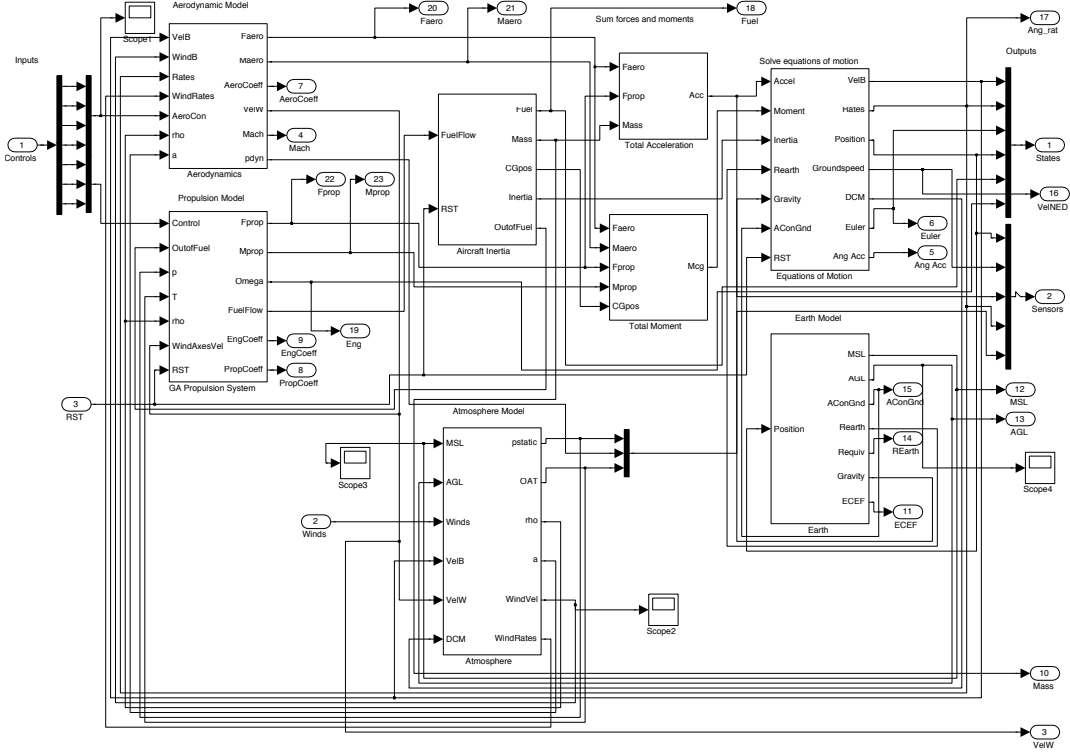 Aerodynamic Model
20
Faero
21
Maero
18
Fuel
17
Ang_rat
Scope1
Sum forces and moments
Inputs
Outputs
1
Controls
VelB
WindB
Rates
WindRates
AeroCon
rho
a
Faero
Maero
AeroCoeff
VelW
Mach
pdyn
Aerodynamics
7
AeroCoeff
4
Mach
FuelFlow
RST
Fuel
Mass
CGpos
Inertia
OutofFuel
Aircraft Inertia
Faero
Fprop
Mass
Acc
Total Acceleration
Solve equations of motion
Accel
Moment
Inertia
Rearth
Gravity
AConGnd
RST
VelB
Rates
Position
Groundspeed
DCM
Euler
Ang Acc
Equations of Motion
1
States
16
VelNED
6
Euler
5
Ang Acc
2
Sensors
22
Fprop
23
Mprop
Propulsion Model
Control
OutofFuel
p
T
rho
WindAxesVel
RST
Fprop
Mprop
Omega
FuelFlow
EngCoeff
PropCoeff
GA Propulsion System
9
EngCoeff
8
PropCoeff
19
Eng
Faero
Maero
Fprop
Mprop
CGpos
Mcg
Total Moment
Earth Model
Position
MSL
AGL
AConGnd
Rearth
Requiv
Gravity
ECEF
Earth
15
AConGnd
14
REarth
11
ECEF
12
MSL
13
AGL
Scope4
3
RST
Atmosphere Model
MSL
AGL
Winds
VelB
VelW
DCM
pstatic
OAT
rho
a
WindVel
WindRates
Atmosphere
Scope3
2
Winds
Scope2
10
Mass
3
VelW